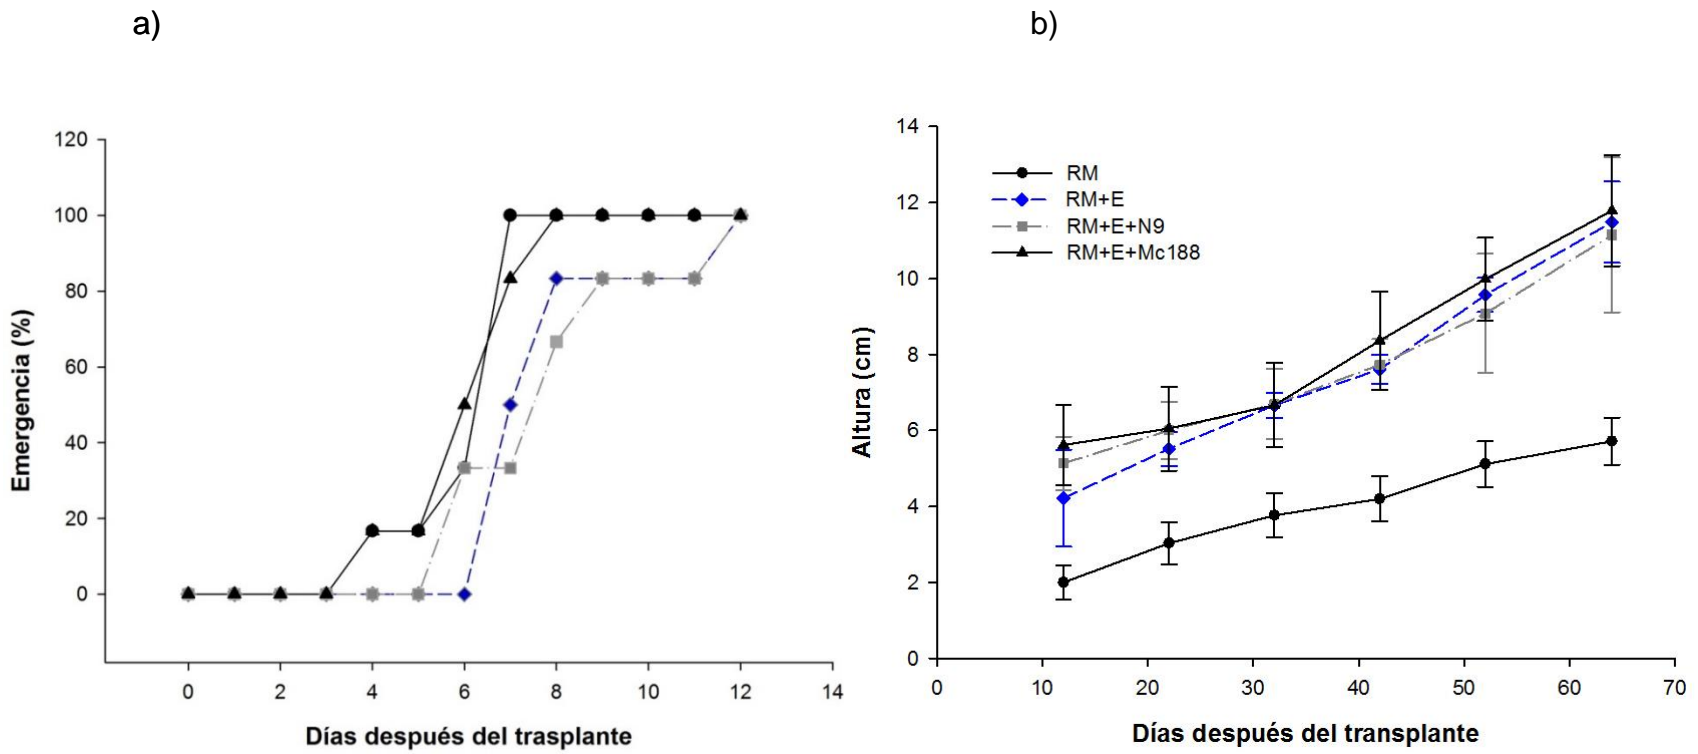 a)
120
100
80
60
40
20
0
Emergencia (%)
0 2 4 6 8 10 12 14
Días después del trasplante
b)
14
12
10
8
6
4
2
0
Altura (cm)
RM
RM+E
RM+E+N9
RM+E+Mc188
0 10 20 30 40 50 60 70
Días después del transplante